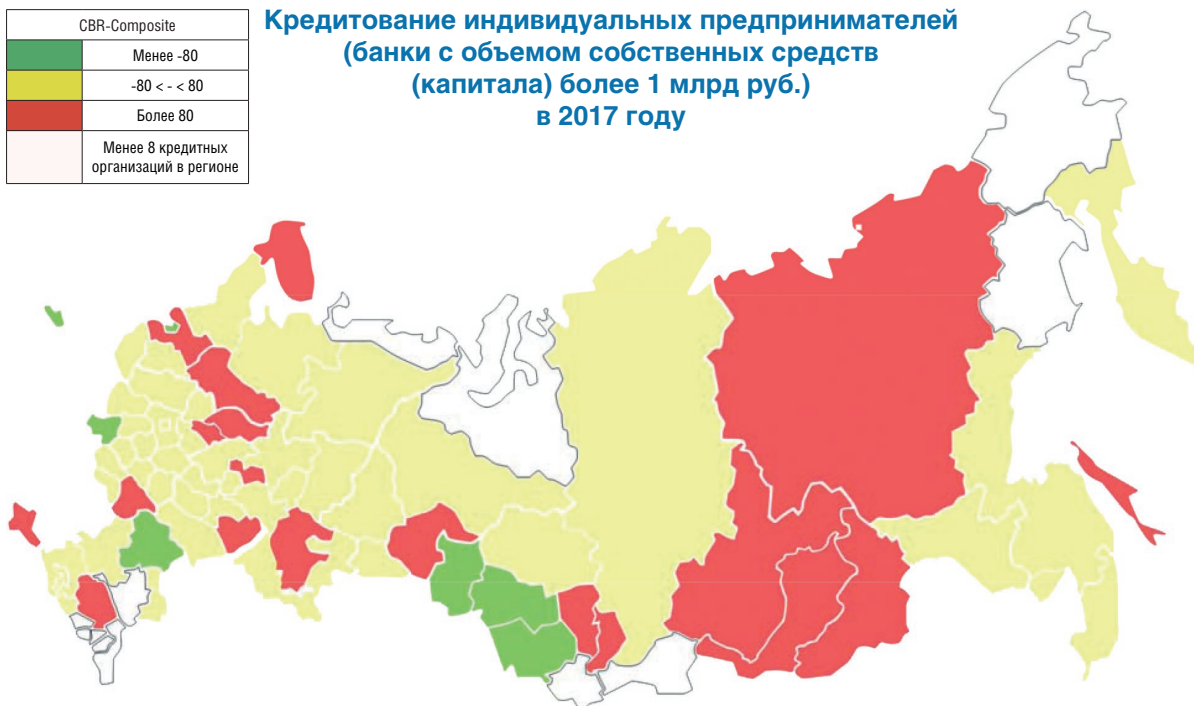 CBR-Composite
Менее -80
-80 < - < 80
Более 80
Менее 8 кредитных
организаций в регионе
Кредитование индивидуальных предпринимателей
(банки с объемом собственных средств
(капитала) более 1 млрд руб.)
в 2017 году